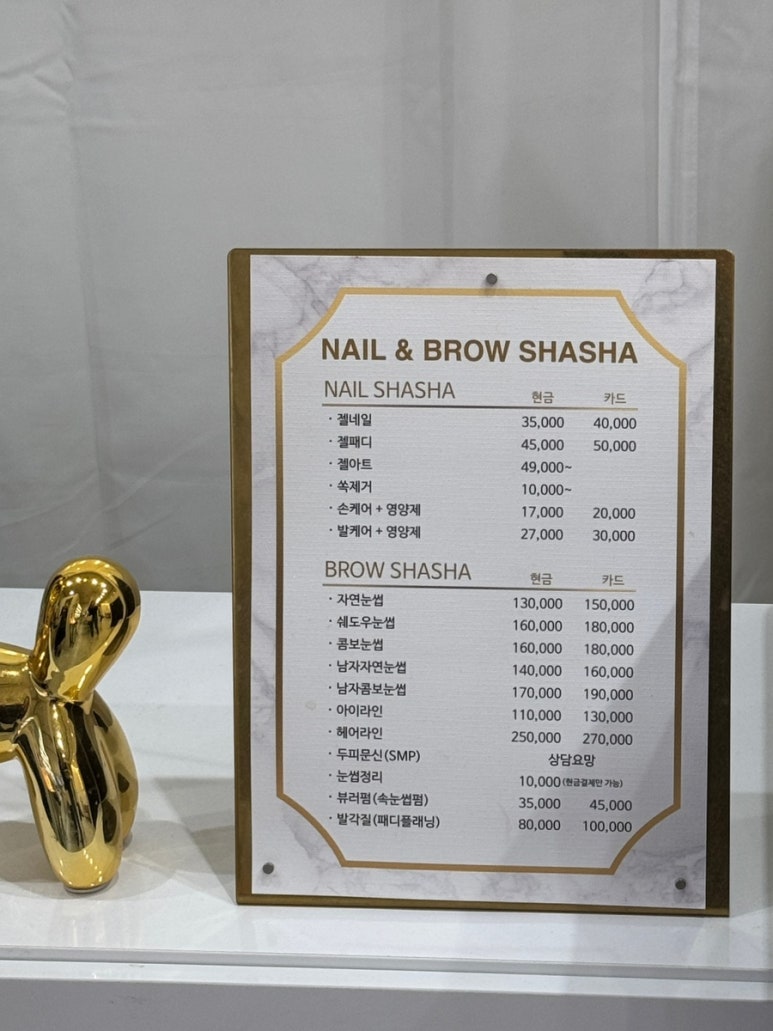 NAIL & BROW SHASHA
NAIL SHASHA 현금 카드
· 젤네일 35,000 40,000
· 젤패디 45,000 50,000
· 젤아트 49,000~
· 쏙제거 10,000~
· 손케어 + 영양제 17,000 20,000
· 발케어 + 영양제 27,000 30,000
BROW SHASHA 현금 카드
· 자연눈썹 130,000 150,000
· 쉐도우눈썹 160,000 180,000
· 콤보눈썹 160,000 180,000
· 남자자연눈썹 140,000 160,000
· 남자콤보눈썹 170,000 190,000
· 아이라인 110,000 130,000
· 헤어라인 250,000 270,000
· 두피문신(SMP) 상담요망
· 눈썹정리 10,000(현금결제만 가능)
· 뷰러펌(속눈썹펌) 35,000 45,000
· 발각질(패디플래닝) 80,000 100,000